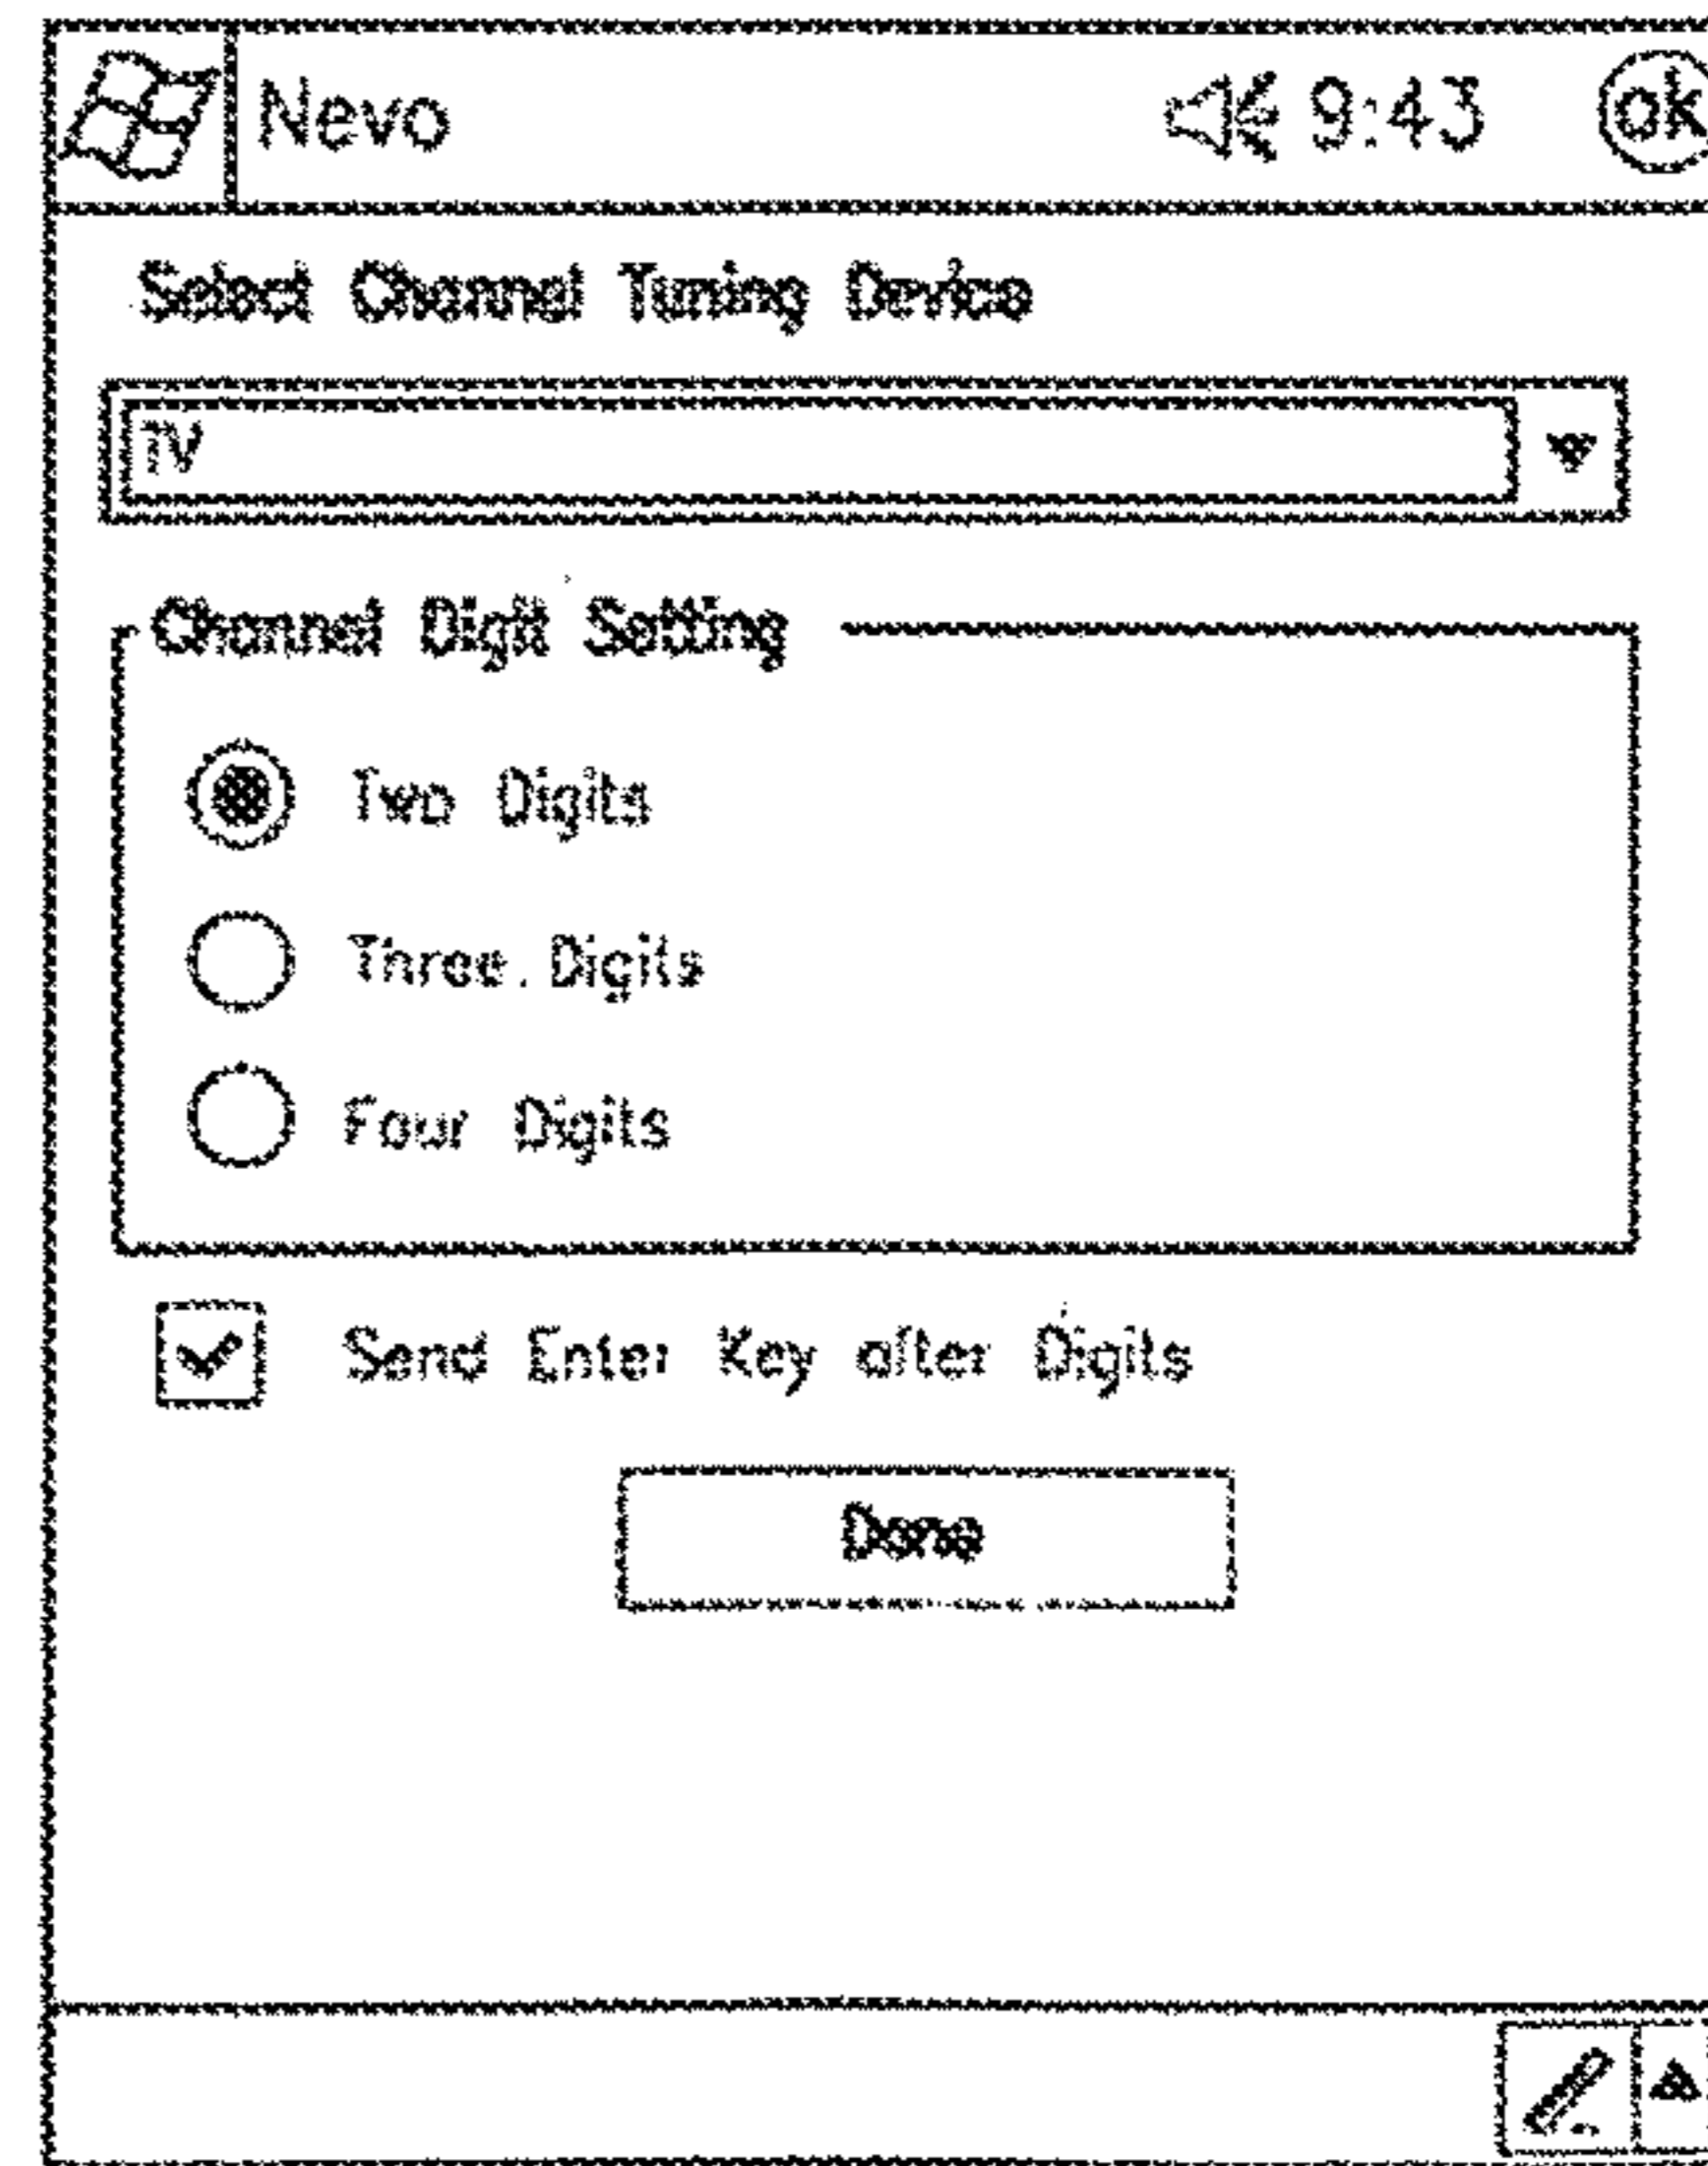 Nevo 9:43 ok
Select Channel Tuning Device
TV
Channel Digit Setting
Two Digits
Three Digits
Four Digits
Send Enter Key after Digits
Done